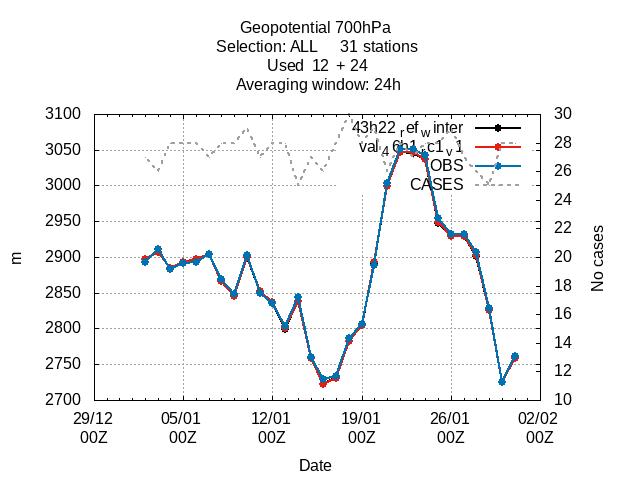 Geopotential 700hPa
Selection: ALL 31 stations
Used 12 + 24
Averaging window: 24h
3100
3050
3000
2950
2900
2850
2800
2750
2700
m
30
28
26
24
22
20
18
16
14
12
10
No cases
43h22_ref_winter
val_46h1_rc1_v1
OBS
CASES
29/12 05/01 12/01 19/01 26/01 02/02
00Z 00Z 00Z 00Z 00Z 00Z
Date